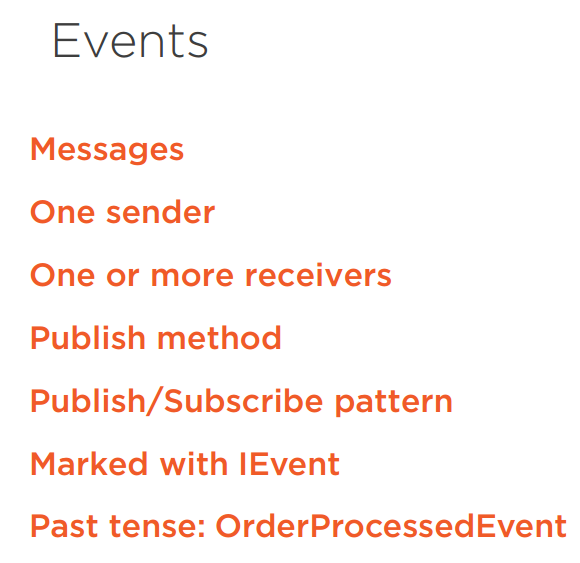 Events
Messages
One sender
One or more receivers
Publish method
Publish/Subscribe pattern
Marked with IEvent
Past tense: OrderProcessedEvent